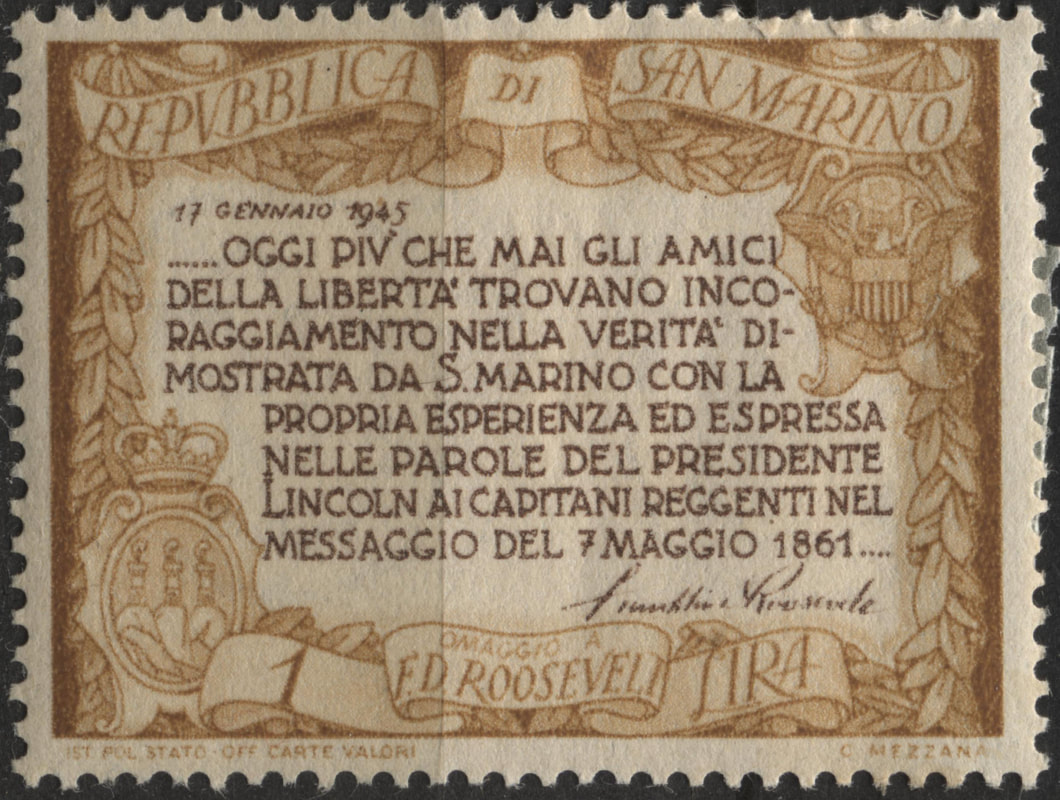 REPVBBLICA DI SAN MARINO
17 GENNAIO 1945
......OGGI PIV' CHE MAI GLI AMICI
DELLA LIBERTA' TROVANO INCO-
RAGGIAMENTO NELLA VERITA' DI-
MOSTRATA DA S. MARINO CON LA
PROPRIA ESPERIENZA ED ESPRESSA
NELLE PAROLE DEL PRESIDENTE
LINCOLN AI CAPITANI REGGENTI NEL
MESSAGGIO DEL 7 MAGGIO 1861....
Franklin Roosevelt
OMAGGIO A
1 F.D. ROOSEVELT LIRA
IST. POL. STATO · OFF. CARTE VALORI C. MEZZANA